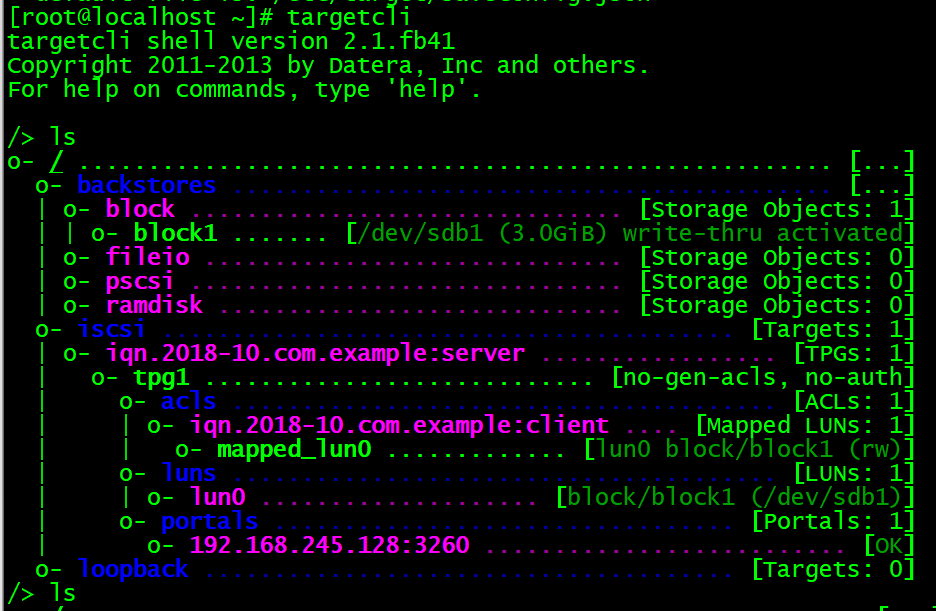 [root@localhost ~]# targetcli
targetcli shell version 2.1.fb41
Copyright 2011-2013 by Datera, Inc and others.
For help on commands, type 'help'.
/> ls
o- / ...................................................... [...]
  o- backstores ........................................... [...]
  | o- block ............................... [Storage Objects: 1]
  | | o- block1 ....... [/dev/sdb1 (3.0GiB) write-thru activated]
  | o- fileio .............................. [Storage Objects: 0]
  | o- pscsi ............................... [Storage Objects: 0]
  | o- ramdisk ............................. [Storage Objects: 0]
  o- iscsi ......................................... [Targets: 1]
  | o- iqn.2018-10.com.example:server ................. [TPGs: 1]
  |   o- tpg1 ............................ [no-gen-acls, no-auth]
  |     o- acls ....................................... [ACLs: 1]
  |     | o- iqn.2018-10.com.example:client .... [Mapped LUNs: 1]
  |     |   o- mapped_lun0 ............. [lun0 block/block1 (rw)]
  |     o- luns ....................................... [LUNs: 1]
  |     | o- lun0 .................... [block/block1 (/dev/sdb1)]
  |     o- portals ................................. [Portals: 1]
  |       o- 192.168.245.128:3260 .......................... [OK]
  o- loopback ...................................... [Targets: 0]
/> ls